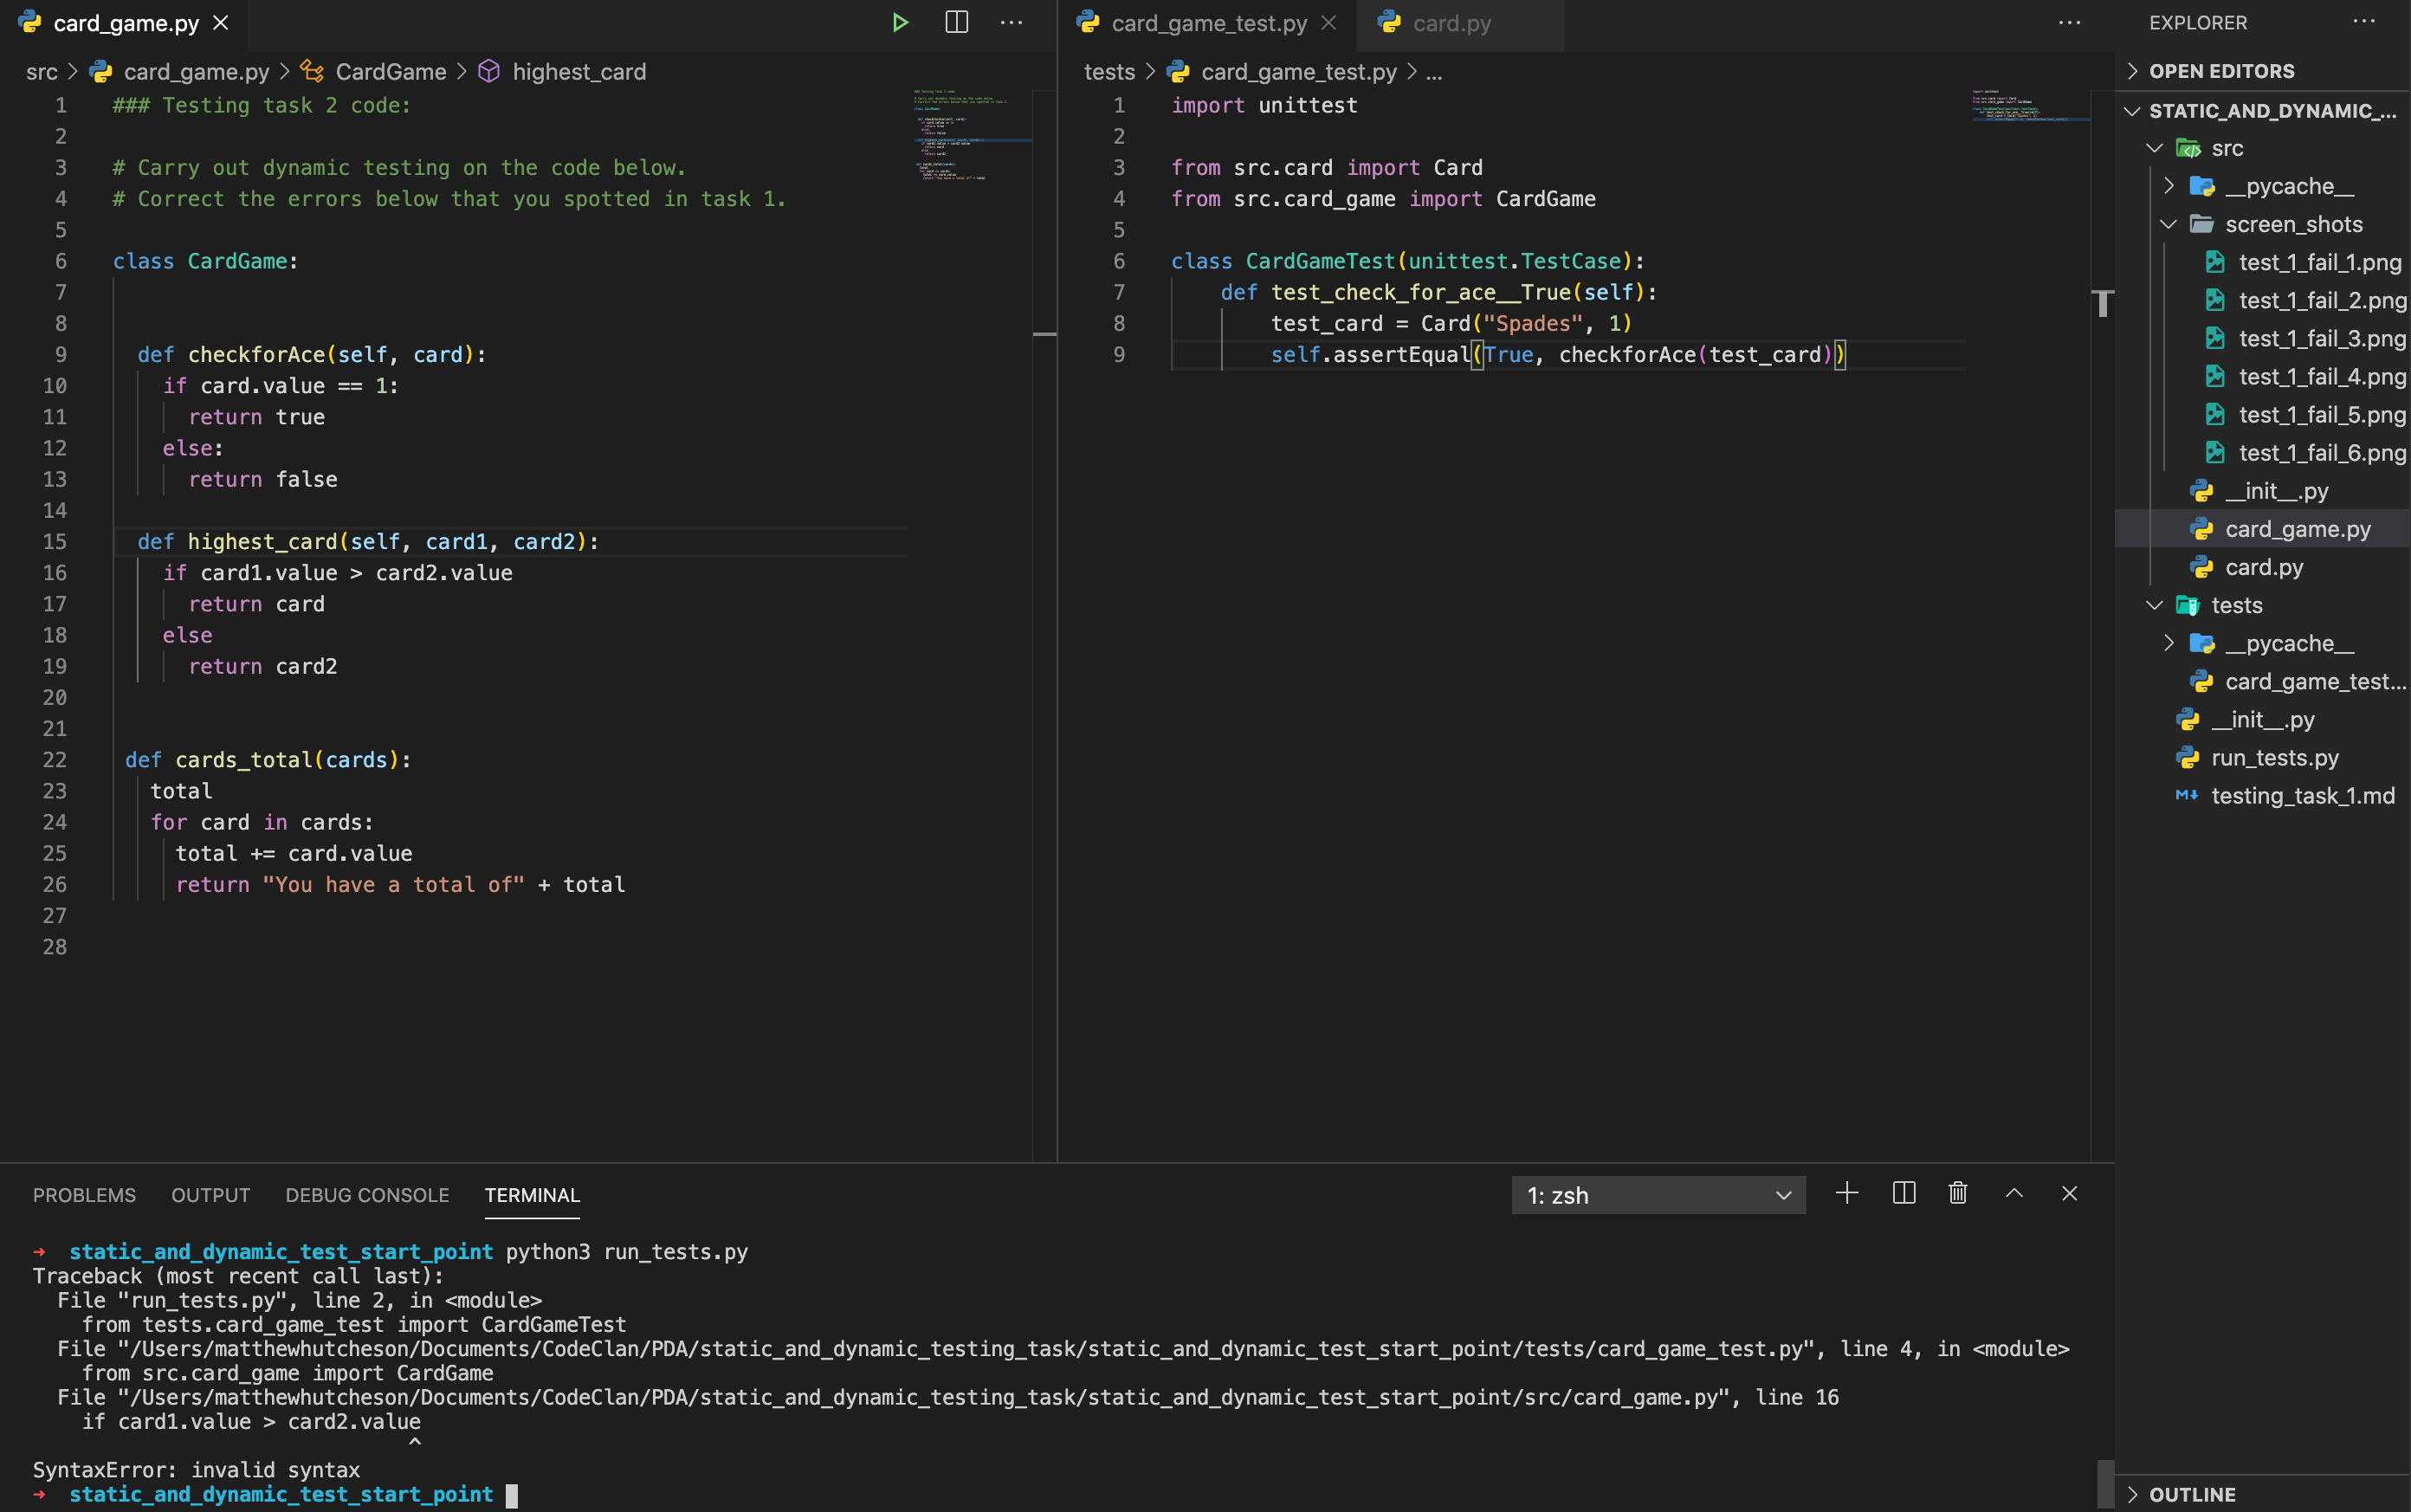 card_game.py
src > card_game.py > CardGame > highest_card
1 ### Testing task 2 code:
2
3 # Carry out dynamic testing on the code below.
4 # Correct the errors below that you spotted in task 1.
5
6 class CardGame:
7
8
9 def checkforAce(self, card):
10 if card.value == 1:
11 return true
12 else:
13 return false
14
15 def highest_card(self, card1, card2):
16 if card1.value > card2.value
17 return card
18 else
19 return card2
20
21
22 def cards_total(cards):
23 total
24 for card in cards:
25 total += card.value
26 return "You have a total of" + total
27
28
card_game_test.py card.py
tests > card_game_test.py > ...
1 import unittest
2
3 from src.card import Card
4 from src.card_game import CardGame
5
6 class CardGameTest(unittest.TestCase):
7 def test_check_for_ace__True(self):
8 test_card = Card("Spades", 1)
9 self.assertEqual(True, checkforAce(test_card))
EXPLORER
OPEN EDITORS
STATIC_AND_DYNAMIC_...
src
__pycache__
screen_shots
test_1_fail_1.png
test_1_fail_2.png
test_1_fail_3.png
test_1_fail_4.png
test_1_fail_5.png
test_1_fail_6.png
__init__.py
card_game.py
card.py
tests
__pycache__
card_game_test...
__init__.py
run_tests.py
testing_task_1.md
OUTLINE
PROBLEMS OUTPUT DEBUG CONSOLE TERMINAL 1: zsh
→ static_and_dynamic_test_start_point python3 run_tests.py
Traceback (most recent call last):
File "run_tests.py", line 2, in <module>
from tests.card_game_test import CardGameTest
File "/Users/matthewhutcheson/Documents/CodeClan/PDA/static_and_dynamic_testing_task/static_and_dynamic_test_start_point/tests/card_game_test.py", line 4, in <module>
from src.card_game import CardGame
File "/Users/matthewhutcheson/Documents/CodeClan/PDA/static_and_dynamic_testing_task/static_and_dynamic_test_start_point/src/card_game.py", line 16
if card1.value > card2.value
^
SyntaxError: invalid syntax
→ static_and_dynamic_test_start_point